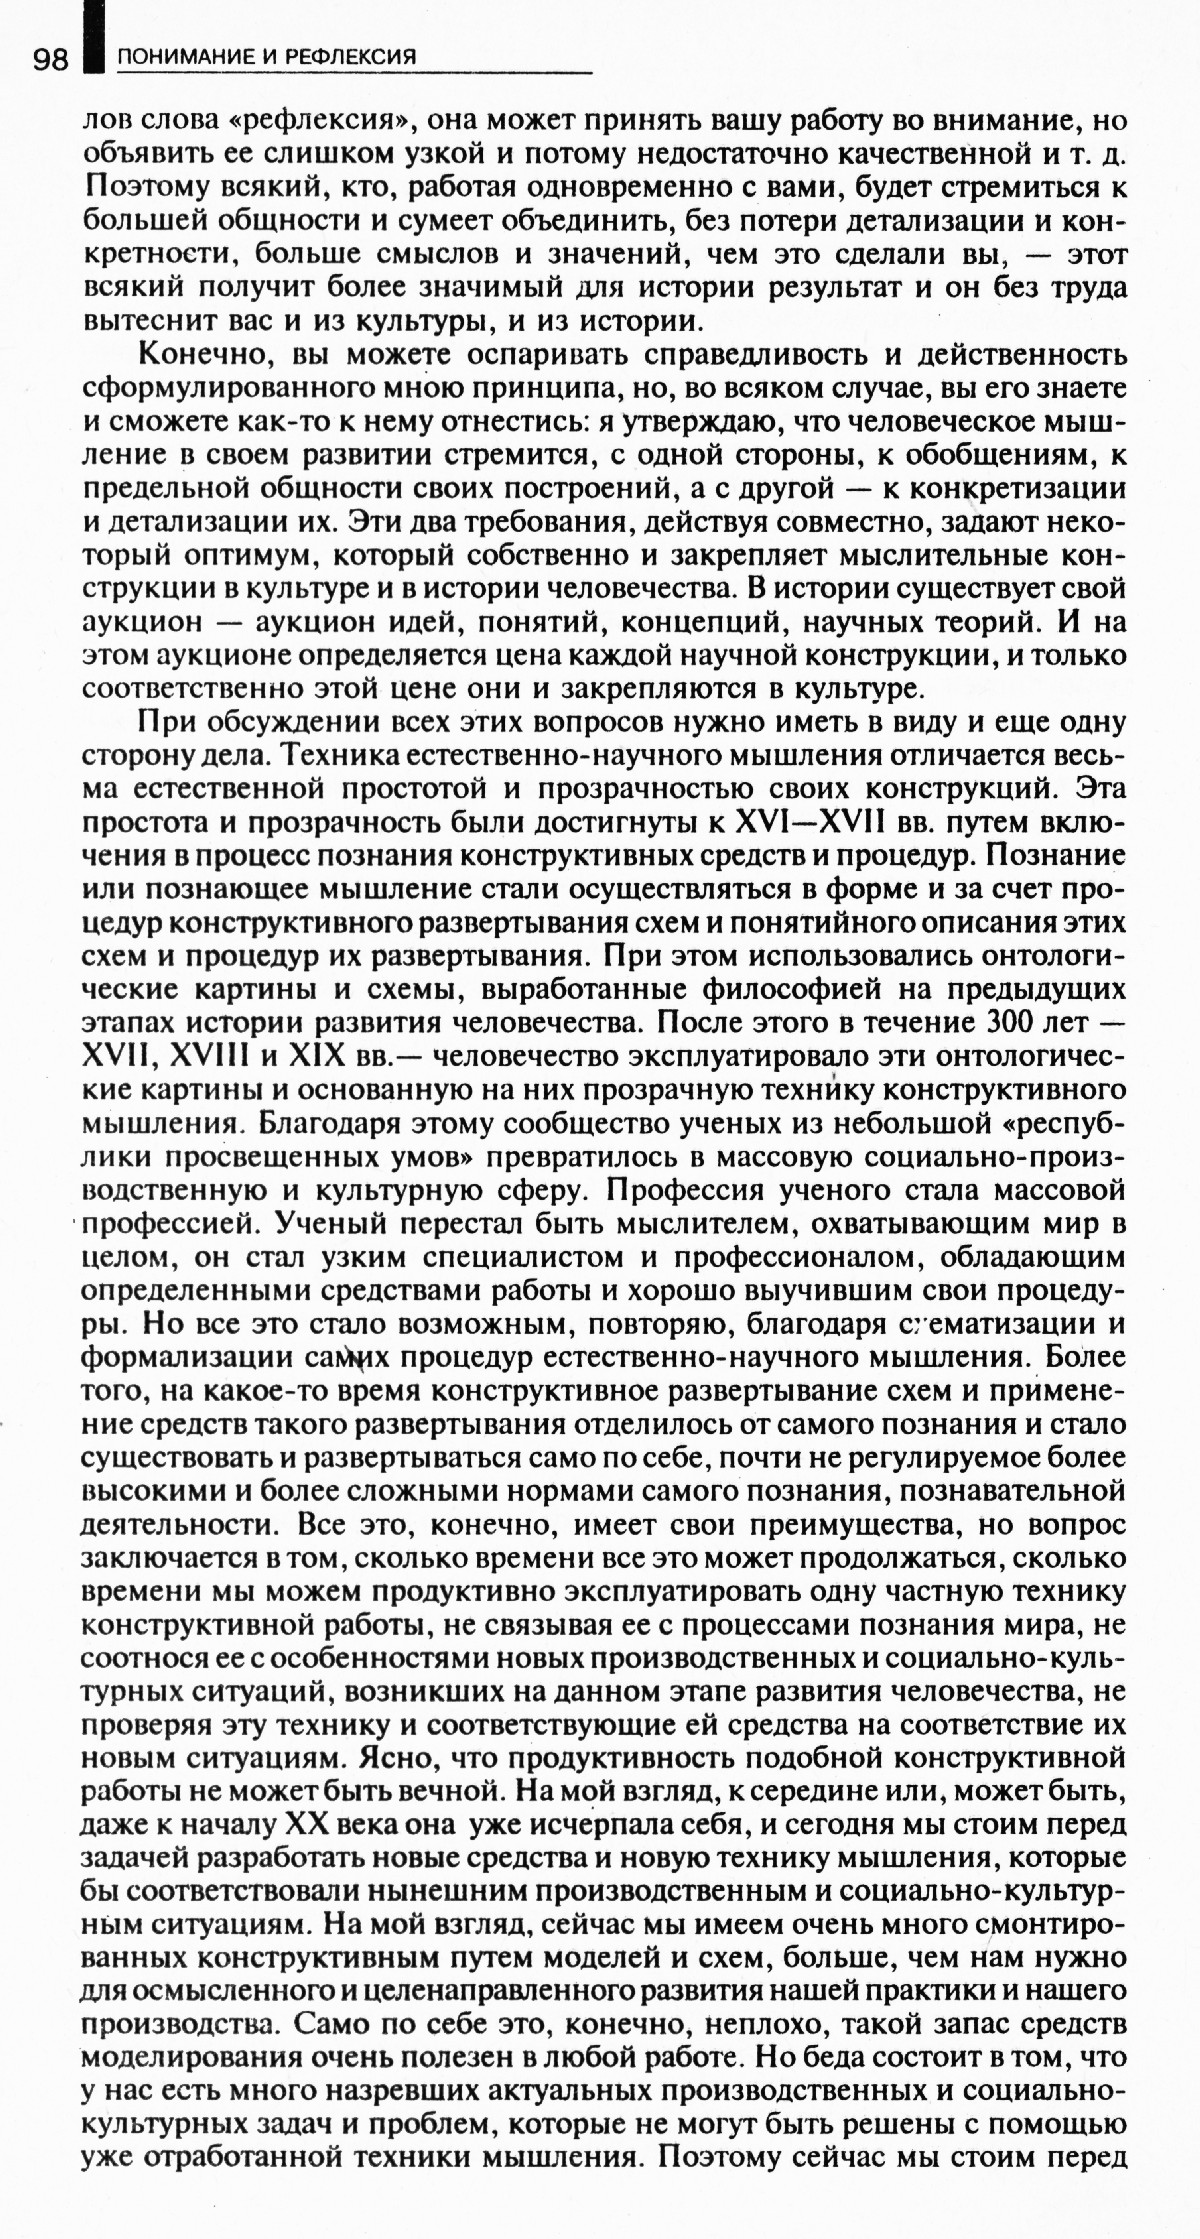 98 ПОНИМАНИЕ И РЕФЛЕКСИЯ
лов слова «рефлексия», она может принять вашу работу во внимание, но
объявить ее слишком узкой и потому недостаточно качественной и т. д.
Поэтому всякий, кто, работая одновременно с вами, будет стремиться к
большей общности и сумеет объединить, без потери детализации и кон-
кретности, больше смыслов и значений, чем это сделали вы, — этот
всякий получит более значимый для истории результат и он без труда
вытеснит вас и из культуры, и из истории.
Конечно, вы можете оспаривать справедливость и действенность
сформулированного мною принципа, но, во всяком случае, вы его знаете
и сможете как-то к нему отнестись: я утверждаю, что человеческое мыш-
ление в своем развитии стремится, с одной стороны, к обобщениям, к
предельной общности своих построений, а с другой — к конкретизации
и детализации их. Эти два требования, действуя совместно, задают неко-
торый оптимум, который собственно и закрепляет мыслительные кон-
струкции в культуре и в истории человечества. В истории существует свой
аукцион — аукцион идей, понятий, концепций, научных теорий. И на
этом аукционе определяется цена каждой научной конструкции, и только
соответственно этой цене они и закрепляются в культуре.
При обсуждении всех этих вопросов нужно иметь в виду и еще одну
сторону дела. Техника естественно-научного мышления отличается весь-
ма естественной простотой и прозрачностью своих конструкций. Эта
простота и прозрачность были достигнуты к XVI—XVII вв. путем вклю-
чения в процесс познания конструктивных средств и процедур. Познание
или познающее мышление стали осуществляться в форме и за счет про-
цедур конструктивного развертывания схем и понятийного описания этих
схем и процедур их развертывания. При этом использовались онтологи-
ческие картины и схемы, выработанные философией на предыдущих
этапах истории развития человечества. После этого в течение 300 лет —
XVII, XVIII и XIX вв.— человечество эксплуатировало эти онтологичес-
кие картины и основанную на них прозрачную технику конструктивного
мышления. Благодаря этому сообщество ученых из небольшой «респуб-
лики просвещенных умов» превратилось в массовую социально-произ-
водственную и культурную сферу. Профессия ученого стала массовой
профессией. Ученый перестал быть мыслителем, охватывающим мир в
целом, он стал узким специалистом и профессионалом, обладающим
определенными средствами работы и хорошо выучившим свои процеду-
ры. Но все это стало возможным, повторяю, благодаря схематизации и
формализации самих процедур естественно-научного мышления. Более
того, на какое-то время конструктивное развертывание схем и примене-
ние средств такого развертывания отделилось от самого познания и стало
существовать и развертываться само по себе, почти не регулируемое более
высокими и более сложными нормами самого познания, познавательной
деятельности. Все это, конечно, имеет свои преимущества, но вопрос
заключается в том, сколько времени все это может продолжаться, сколько
времени мы можем продуктивно эксплуатировать одну частную технику
конструктивной работы, не связывая ее с процессами познания мира, не
соотнося ее с особенностями новых производственных и социально-куль-
турных ситуаций, возникших на данном этапе развития человечества, не
проверяя эту технику и соответствующие ей средства на соответствие их
новым ситуациям. Ясно, что продуктивность подобной конструктивной
работы не может быть вечной. На мой взгляд, к середине или, может быть,
даже к началу XX века она уже исчерпала себя, и сегодня мы стоим перед
задачей разработать новые средства и новую технику мышления, которые
бы соответствовали нынешним производственным и социально-культур-
ным ситуациям. На мой взгляд, сейчас мы имеем очень много смонтиро-
ванных конструктивным путем моделей и схем, больше, чем нам нужно
для осмысленного и целенаправленного развития нашей практики и нашего
производства. Само по себе это, конечно, неплохо, такой запас средств
моделирования очень полезен в любой работе. Но беда состоит в том, что
у нас есть много назревших актуальных производственных и социально-
культурных задач и проблем, которые не могут быть решены с помощью
уже отработанной техники мышления. Поэтому сейчас мы стоим перед